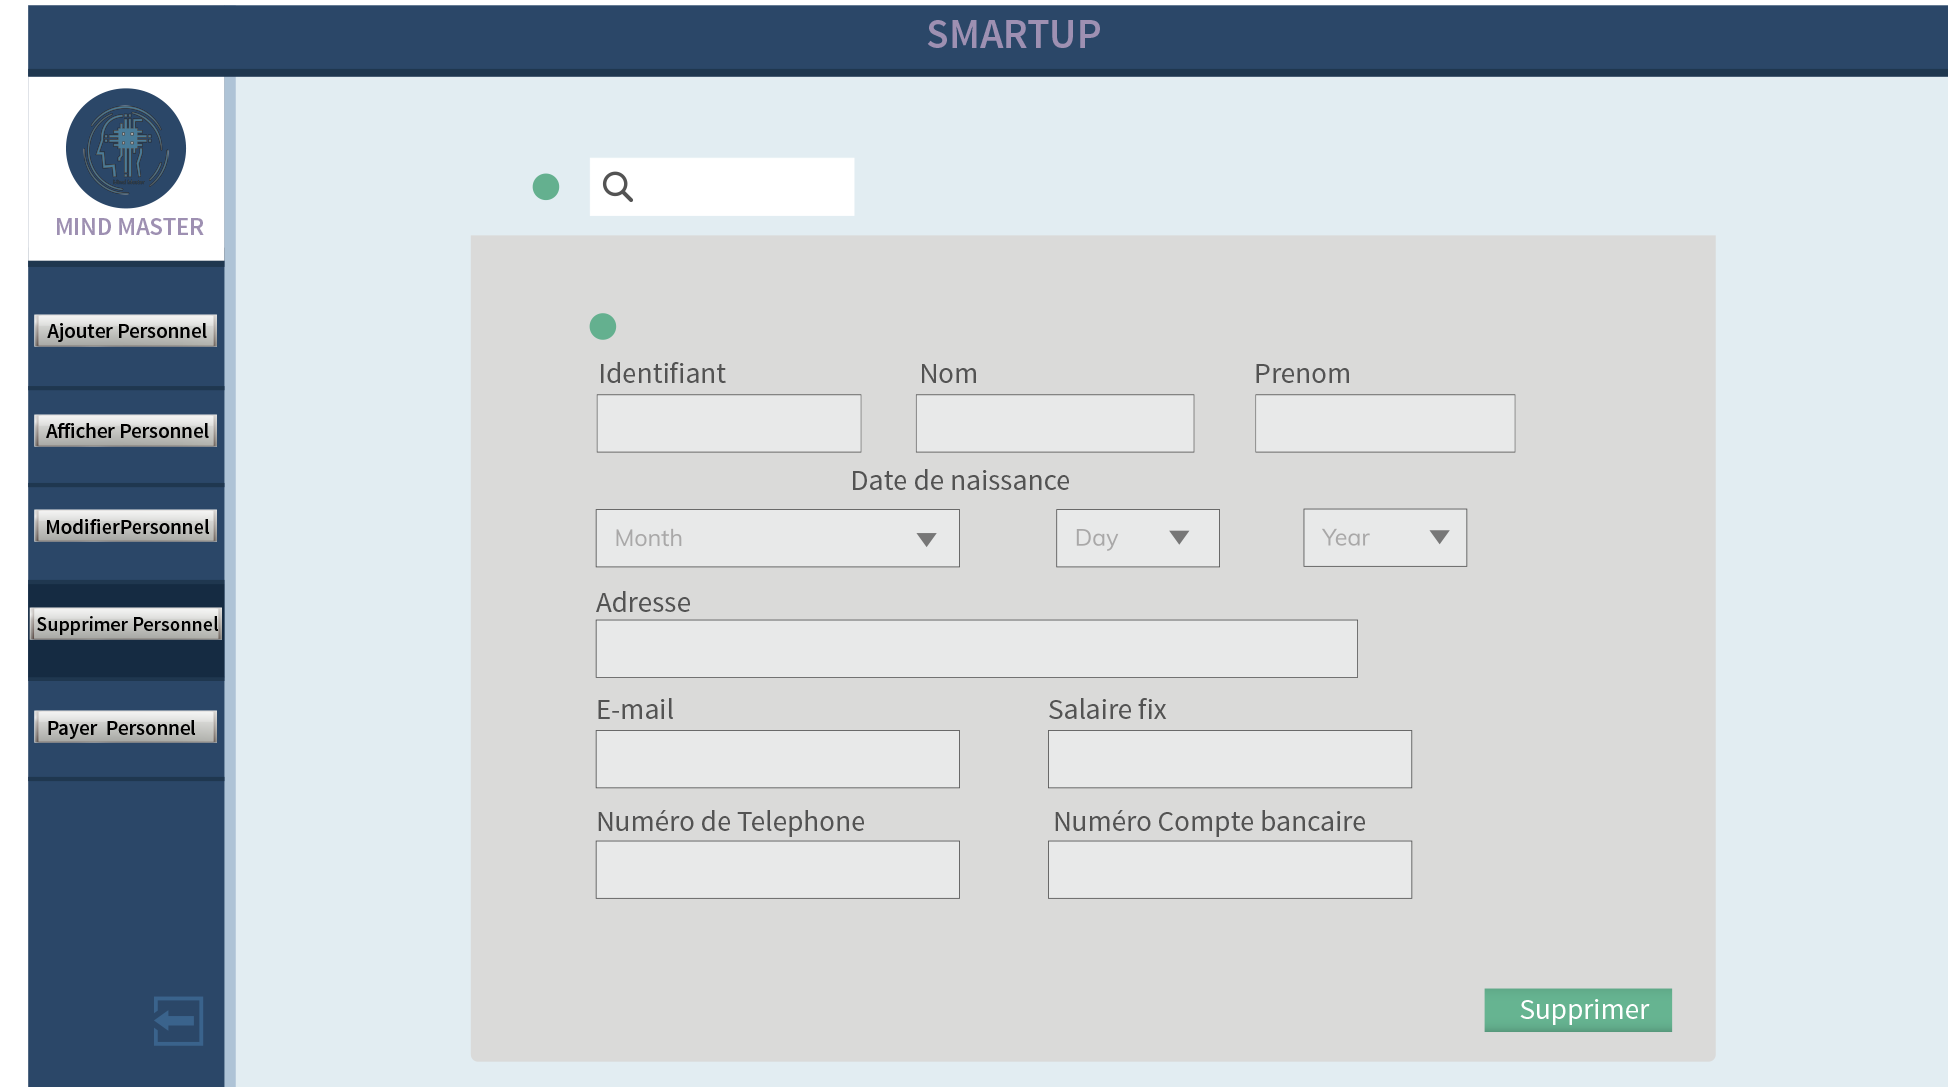 SMARTUP
MIND MASTER
Ajouter Personnel
Afficher Personnel
ModifierPersonnel
Supprimer Personnel
Payer Personnel
Identifiant Nom Prenom
Date de naissance
Month Day Year
Adresse
E-mail Salaire fix
Numéro de Telephone Numéro Compte bancaire
Supprimer